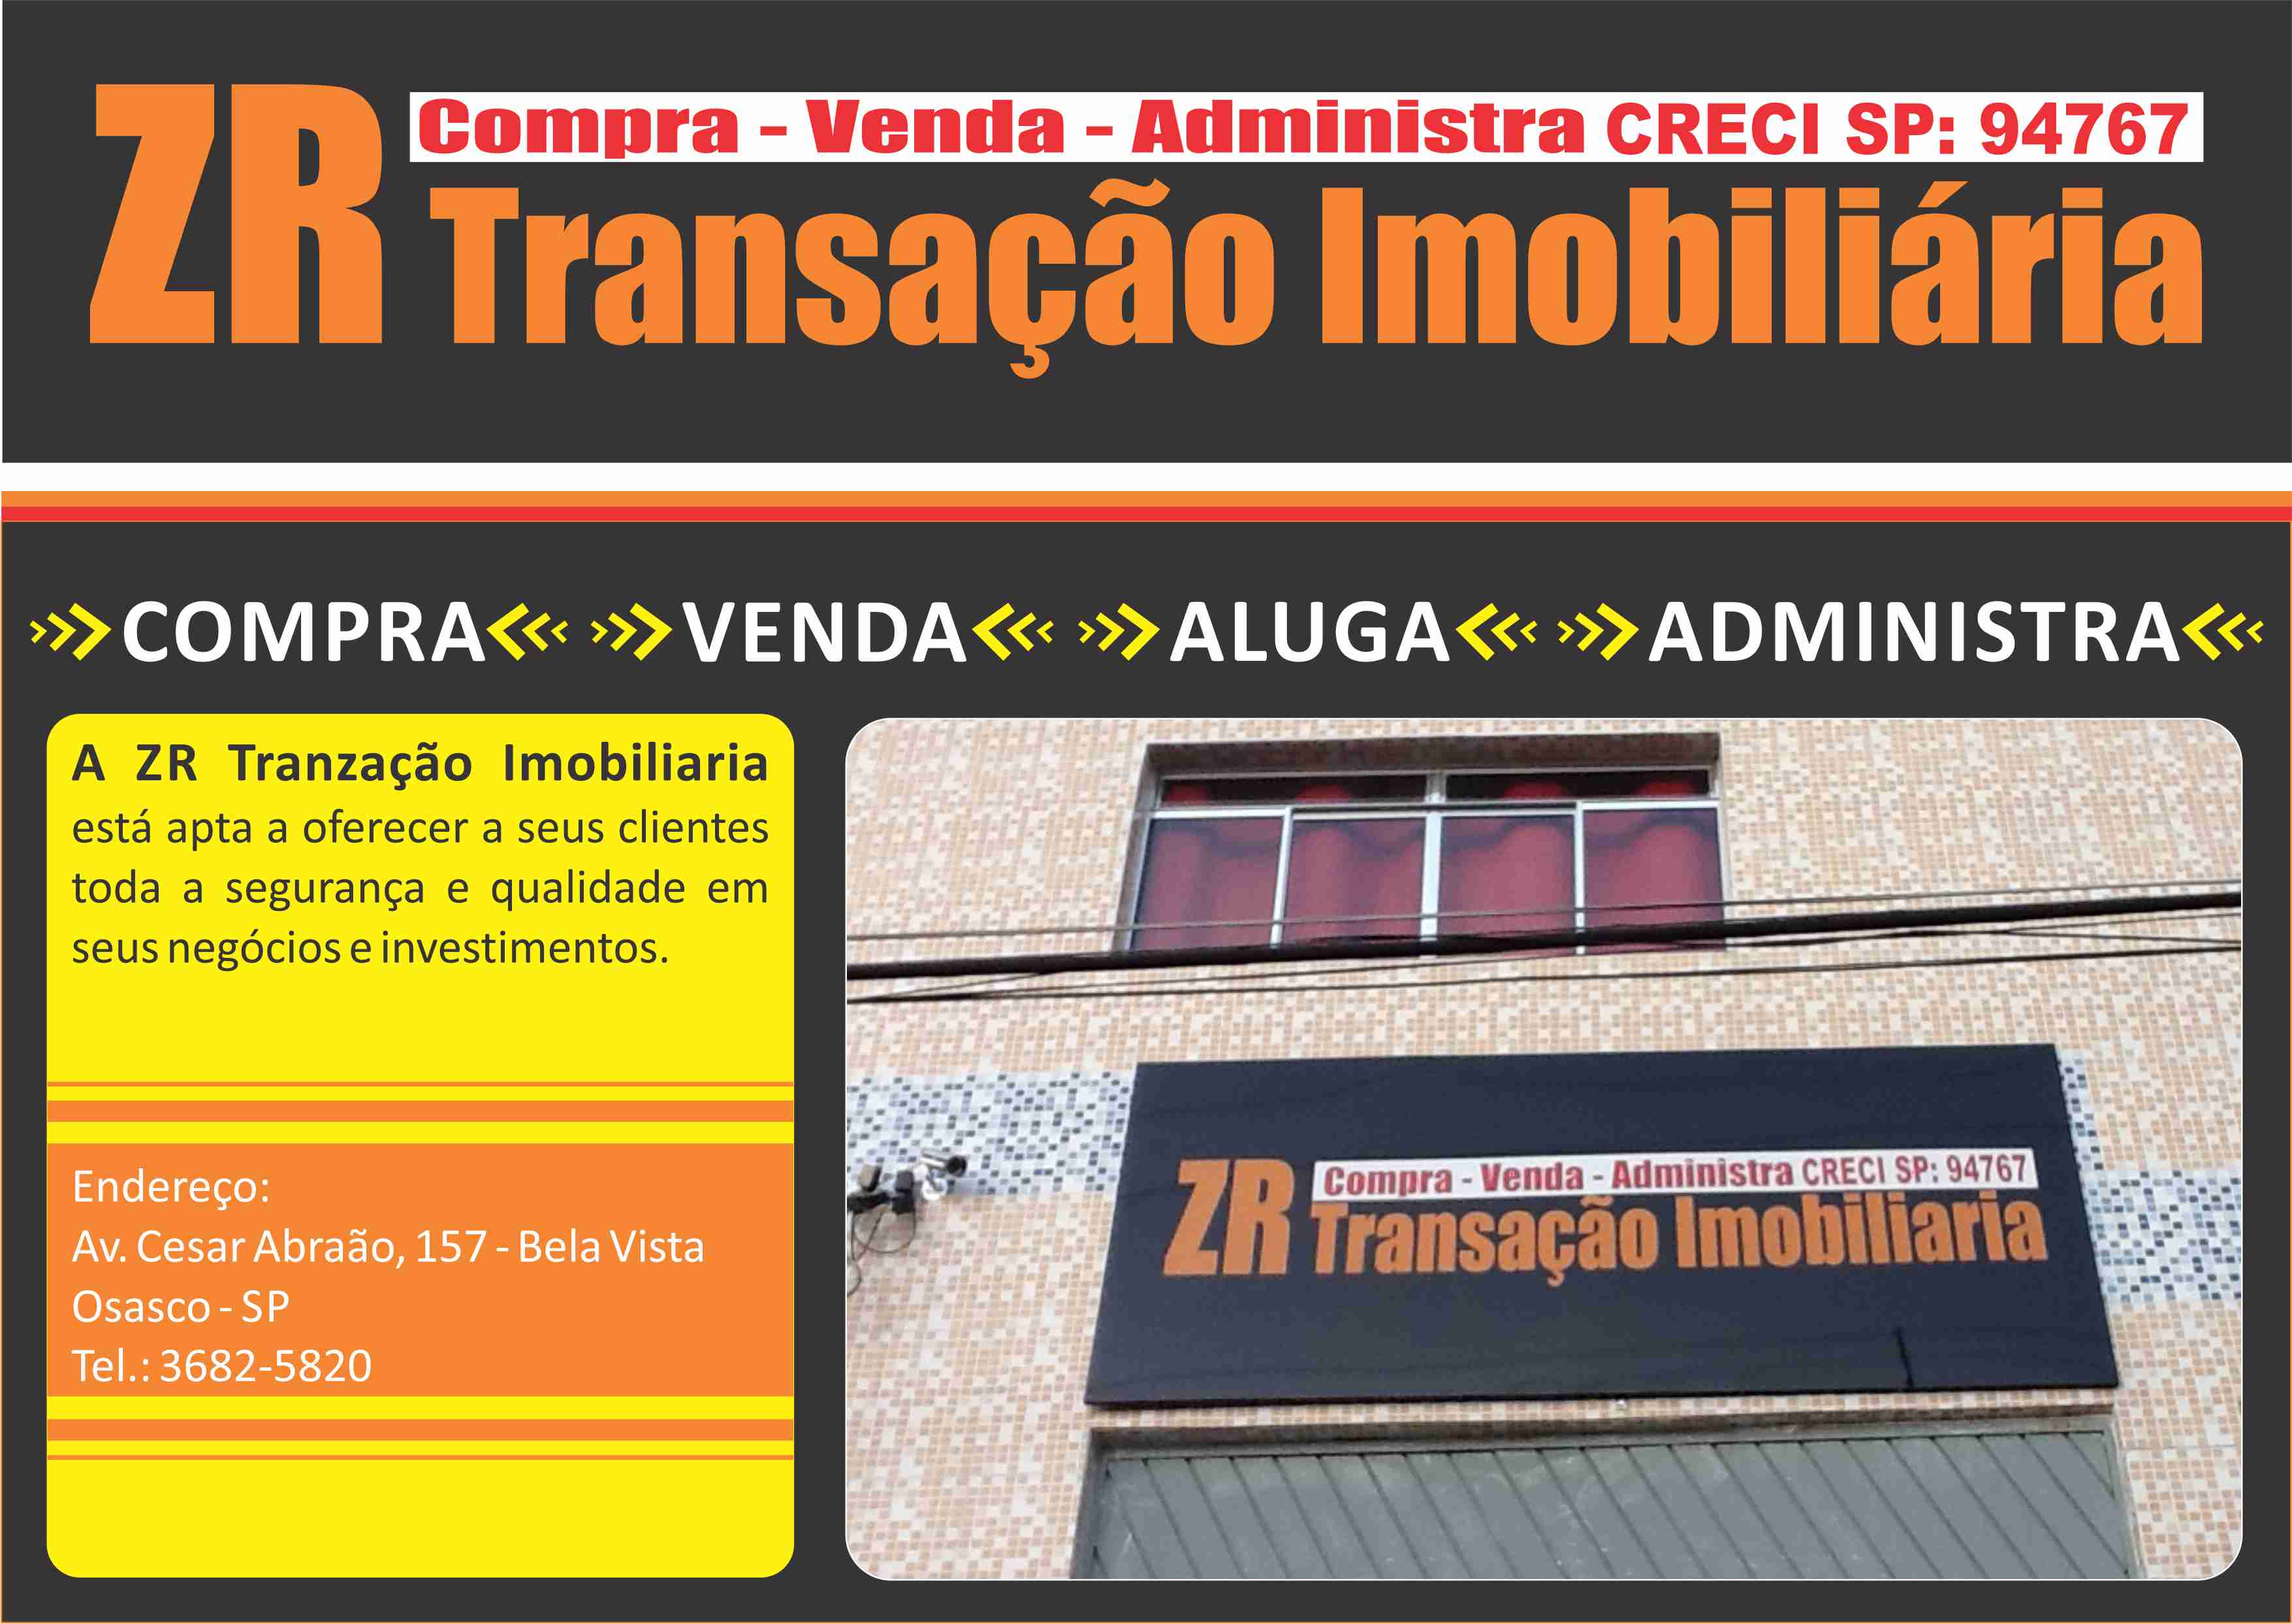 ZR
Compra - Venda - Administra CRECI SP: 94767
Transação Imobiliária
COMPRA VENDA ALUGA ADMINISTRA
A ZR Tranzação Imobiliaria
está apta a oferecer a seus clientes
toda a segurança e qualidade em
seus negócios e investimentos.
Endereço:
Av. Cesar Abraão, 157 - Bela Vista
Osasco - SP
Tel.: 3682-5820
ZR
Compra - Venda - Administra CRECI SP: 94767
Transação Imobiliaria